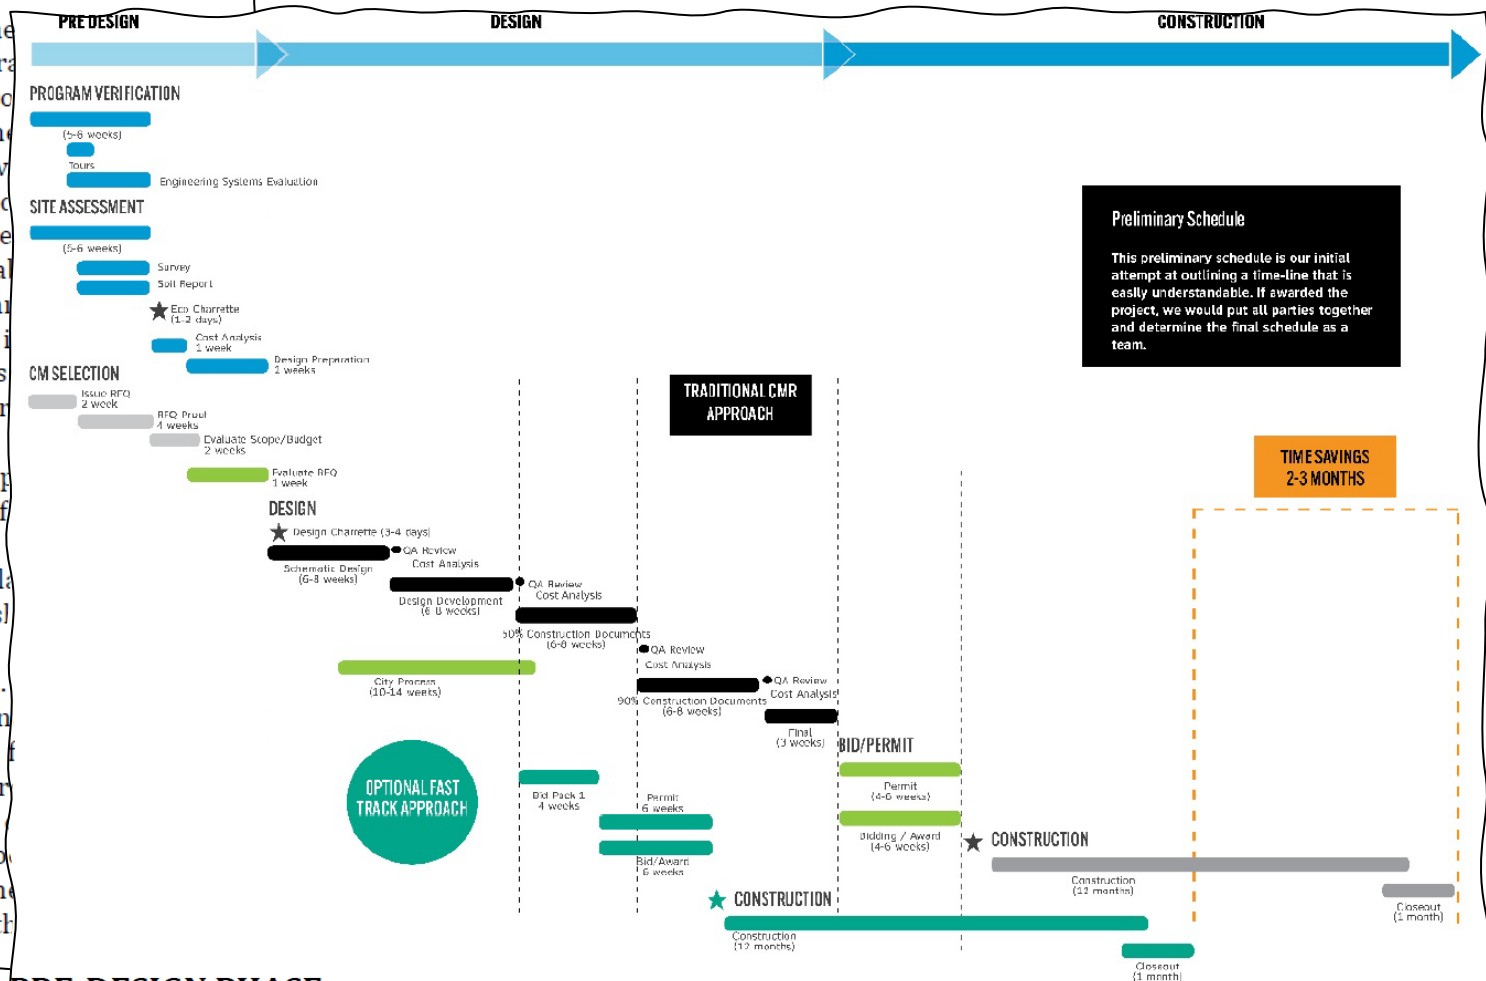 PRE DESIGN
DESIGN
CONSTRUCTION
PROGRAM VERIFICATION
(5-6 weeks)
Tours
Engineering Systems Evaluation
SITE ASSESSMENT
(5-6 weeks)
Survey
Soil Report
Eco Charrette
(1-2 days)
Cost Analysis
1 week
Design Preparation
2 weeks
CM SELECTION
Issue RFQ
2 week
RFQ Proof
4 weeks
Evaluate Scope/Budget
2 weeks
Evaluate RFQ
1 week
Preliminary Schedule
This preliminary schedule is our initial
attempt at outlining a time-line that is
easily understandable. If awarded the
project, we would put all parties together
and determine the final schedule as a
team.
TRADITIONAL CMR
APPROACH
TIME SAVINGS
2-3 MONTHS
DESIGN
Design Charrette (3-4 days)
QA Review
Cost Analysis
Schematic Design
(6-8 weeks)
QA Review
Cost Analysis
Design Development
(6-8 weeks)
50% Construction Documents
(6-8 weeks)
QA Review
Cost Analysis
City Process
(10-14 weeks)
QA Review
Cost Analysis
90% Construction Documents
(6-8 weeks)
Final
(3 weeks)
BID/PERMIT
Permit
(4-6 weeks)
Bidding / Award
(4-6 weeks)
OPTIONAL FAST
TRACK APPROACH
Bid Pack 1
4 weeks
Permit
6 weeks
Bid/Award
6 weeks
CONSTRUCTION
Construction
(12 months)
Closeout
(1 month)
CONSTRUCTION
Construction
(12 months)
Closeout
(1 month)
PRE-DESIGN PHASE